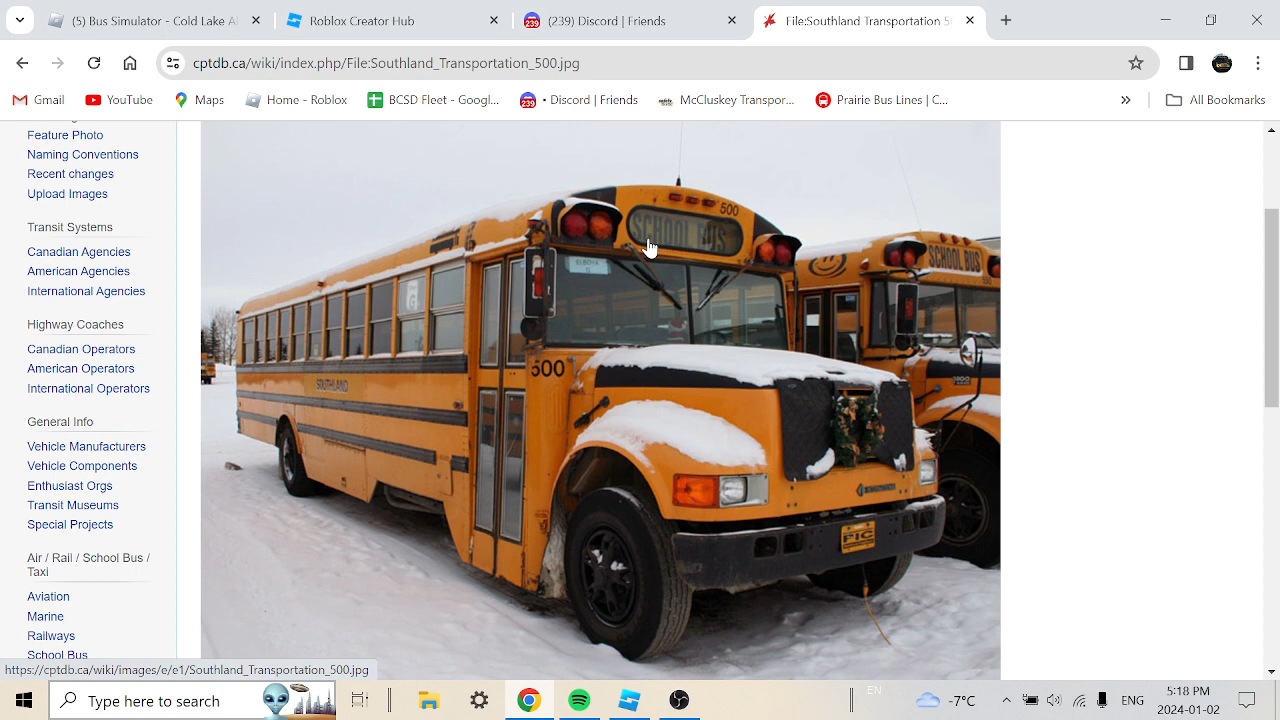 (5) Bus Simulator - Cold Lake A
Roblox Creator Hub
(239) Discord | Friends
File:Southland Transportation 5
cptdb.ca/wiki/index.php/File:Southland_Transportation_500.jpg
Gmail
YouTube
Maps
Home - Roblox
BCSD Fleet - Googl...
239
• Discord | Friends
McCluskey Transpor...
Prairie Bus Lines | C...
»
All Bookmarks
Feature Photo
Naming Conventions
Recent changes
Upload Images
Transit Systems
Canadian Agencies
American Agencies
International Agencies
Highway Coaches
Canadian Operators
American Operators
International Operators
General Info
Vehicle Manufacturers
Vehicle Components
Enthusiast Orgs
Transit Museums
Special Projects
Air / Rail / School Bus /
Taxi
Aviation
Marine
Railways
School Bus
500
SCHOOL BUS
ELBOYA
500
SOUTHLAND
INTERNATIONAL
PIC
SCHOOL BUS
https://cptdb.ca/wiki/images/e/e1/Southland_Transportation_500.jpg
Type here to search
EN
-7°C
ENG
5:18 PM
2024-01-02